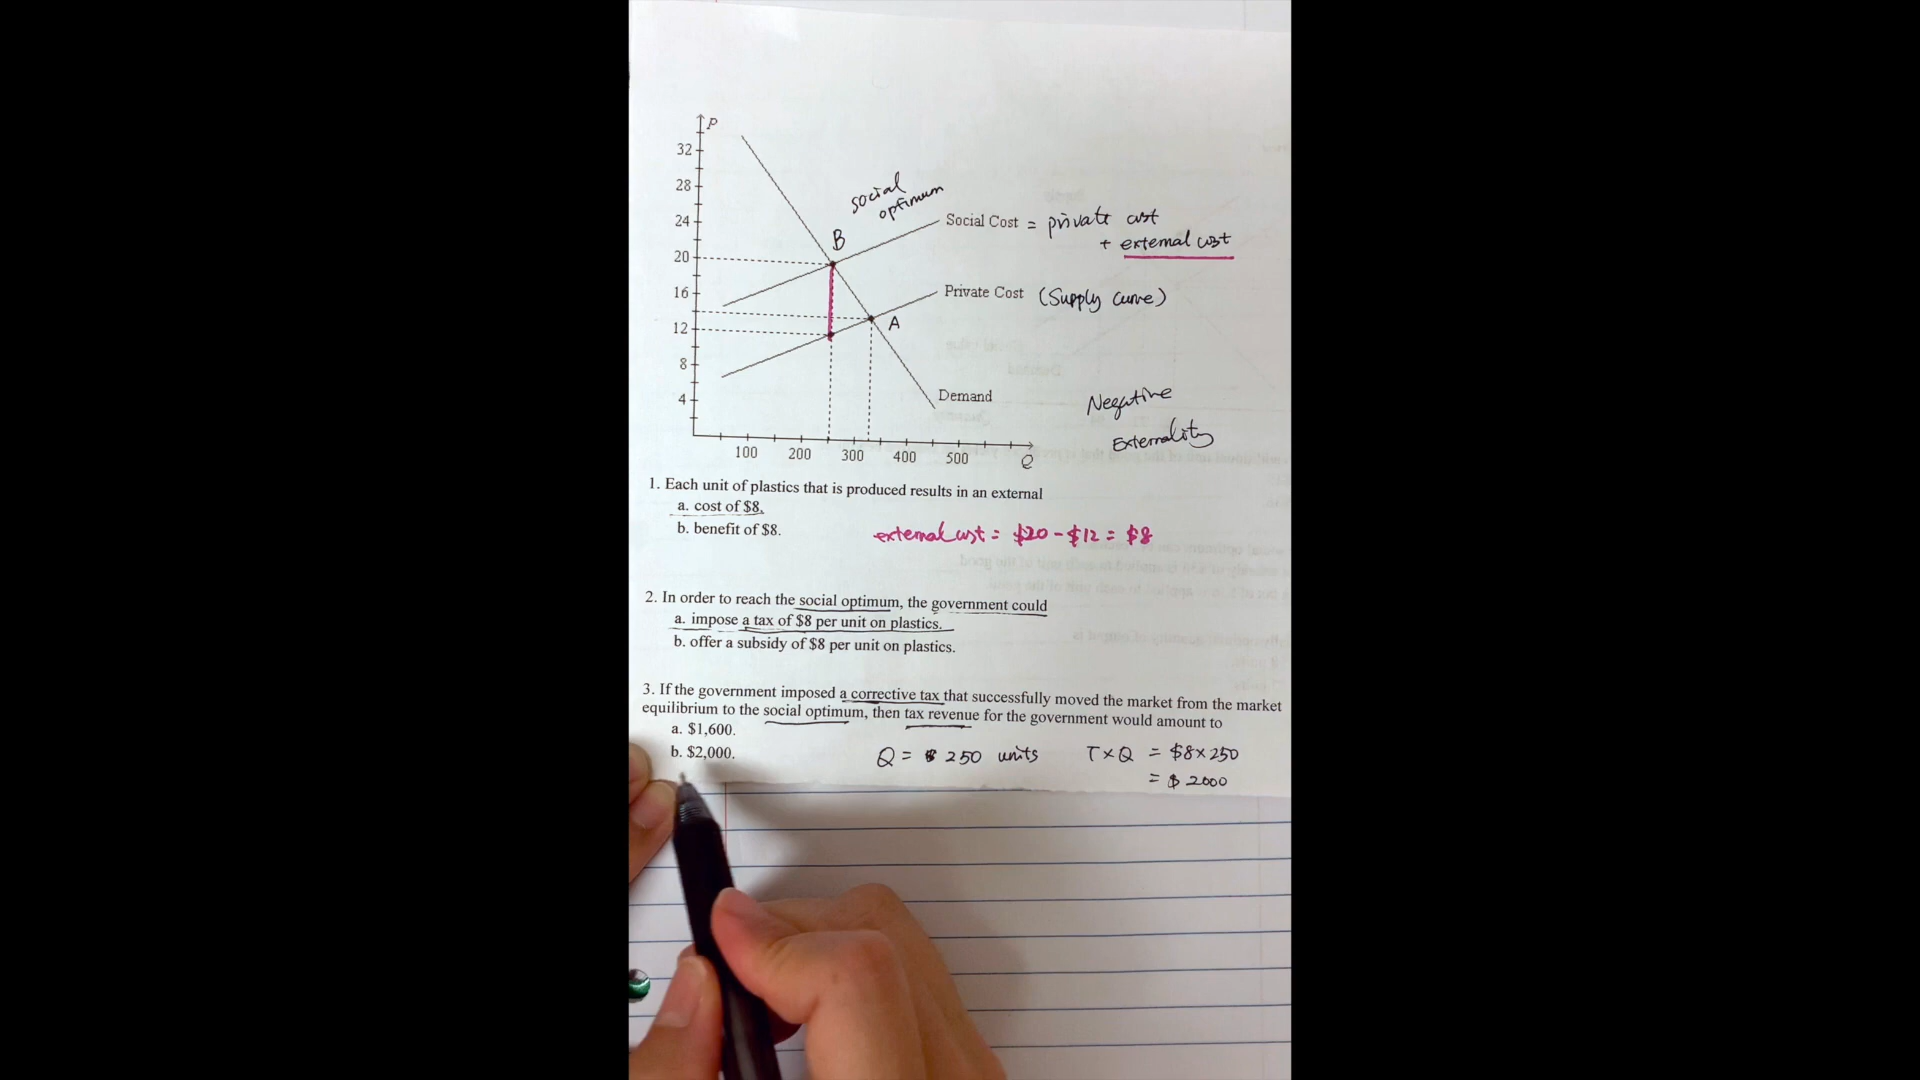 P
32
28
24
20
16
12
8
4
social
optimum
B
Social Cost = private cost
+ external cost
Private Cost (Supply Curve)
A
Demand
Negative
Externality
100 200 300 400 500 Q
1. Each unit of plastics that is produced results in an external
a. cost of $8.
b. benefit of $8.
external cost = $20 - $12 = $8
2. In order to reach the social optimum, the government could
a. impose a tax of $8 per unit on plastics.
b. offer a subsidy of $8 per unit on plastics.
3. If the government imposed a corrective tax that successfully moved the market from the market
equilibrium to the social optimum, then tax revenue for the government would amount to
a. $1,600.
b. $2,000.
Q = 250 units
T×Q = $8×250
= $2000